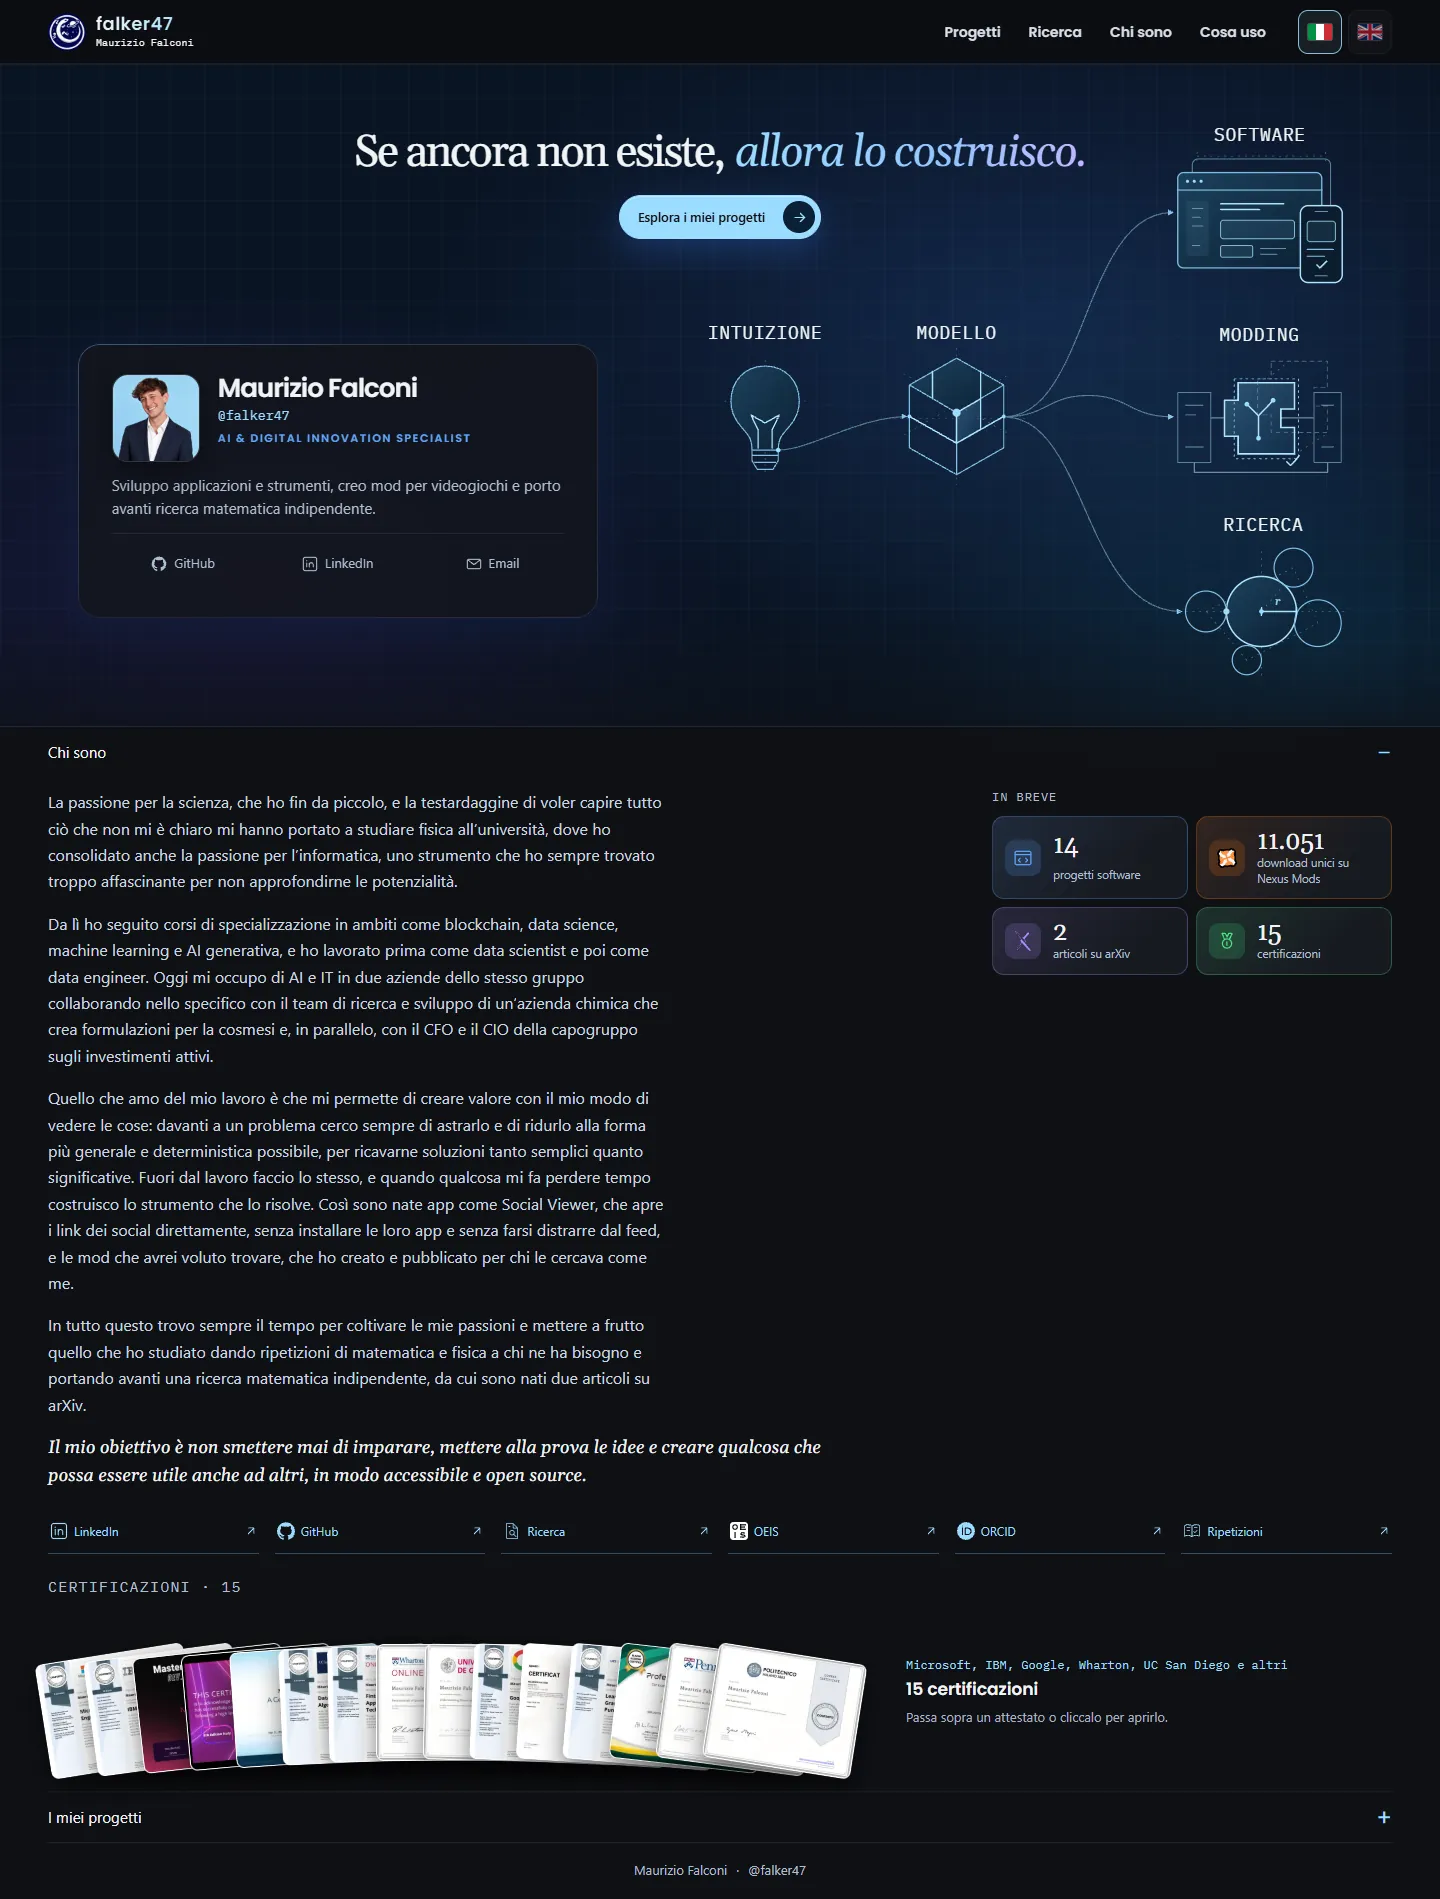 falker47
Maurizio Falconi
Progetti
Ricerca
Chi sono
Cosa uso
Se ancora non esiste, allora lo costruisco.
Esplora i miei progetti
SOFTWARE
INTUIZIONE
MODELLO
MODDING
RICERCA
r
Maurizio Falconi
@falker47
AI & DIGITAL INNOVATION SPECIALIST
Sviluppo applicazioni e strumenti, creo mod per videogiochi e porto
avanti ricerca matematica indipendente.
GitHub
LinkedIn
Email
Chi sono
La passione per la scienza, che ho fin da piccolo, e la testardaggine di voler capire tutto
ciò che non mi è chiaro mi hanno portato a studiare fisica all’università, dove ho
consolidato anche la passione per l’informatica, uno strumento che ho sempre trovato
troppo affascinante per non approfondirne le potenzialità.
Da lì ho seguito corsi di specializzazione in ambiti come blockchain, data science,
machine learning e AI generativa, e ho lavorato prima come data scientist e poi come
data engineer. Oggi mi occupo di AI e IT in due aziende dello stesso gruppo
collaborando nello specifico con il team di ricerca e sviluppo di un’azienda chimica che
crea formulazioni per la cosmesi e, in parallelo, con il CFO e il CIO della capogruppo
sugli investimenti attivi.
Quello che amo del mio lavoro è che mi permette di creare valore con il mio modo di
vedere le cose: davanti a un problema cerco sempre di astrarlo e di ridurlo alla forma
più generale e deterministica possibile, per ricavarne soluzioni tanto semplici quanto
significative. Fuori dal lavoro faccio lo stesso, e quando qualcosa mi fa perdere tempo
costruisco lo strumento che lo risolve. Così sono nate app come Social Viewer, che apre
i link dei social direttamente, senza installare le loro app e senza farsi distrarre dal feed,
e le mod che avrei voluto trovare, che ho creato e pubblicato per chi le cercava come
me.
In tutto questo trovo sempre il tempo per coltivare le mie passioni e mettere a frutto
quello che ho studiato dando ripetizioni di matematica e fisica a chi ne ha bisogno e
portando avanti una ricerca matematica indipendente, da cui sono nati due articoli su
arXiv.
Il mio obiettivo è non smettere mai di imparare, mettere alla prova le idee e creare qualcosa che
possa essere utile anche ad altri, in modo accessibile e open source.
IN BREVE
14
progetti software
11.051
download unici su
Nexus Mods
2
articoli su arXiv
15
certificazioni
LinkedIn
GitHub
Ricerca
OEIS
ORCID
Ripetizioni
CERTIFICAZIONI · 15
Wharton
ONLINE
CERTIFICAT
POLITECNICO
Maurizio Falconi
Microsoft, IBM, Google, Wharton, UC San Diego e altri
15 certificazioni
Passa sopra un attestato o cliccalo per aprirlo.
I miei progetti
Maurizio Falconi · @falker47